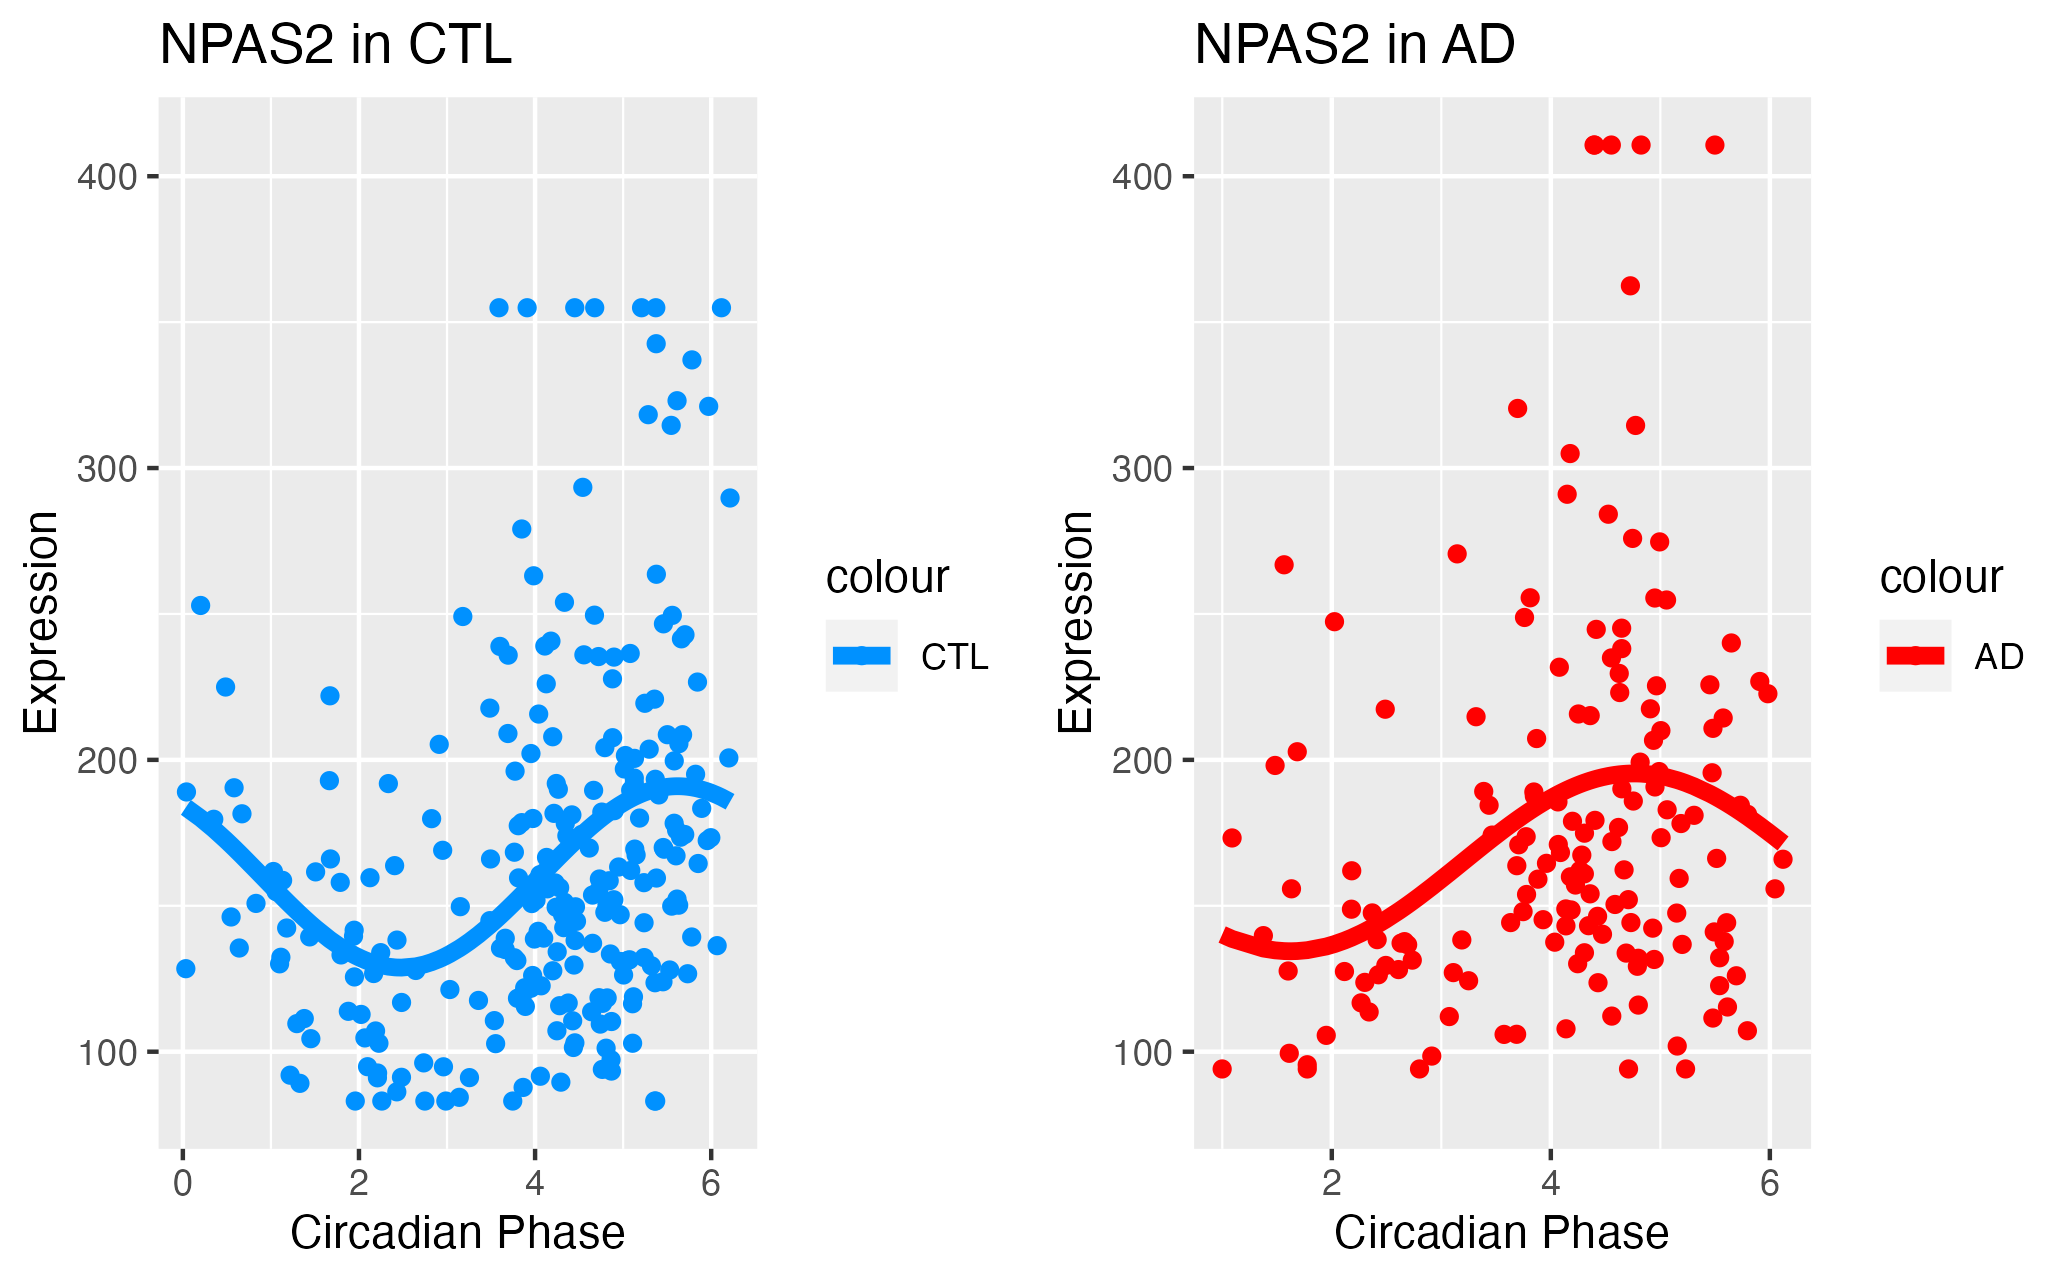 NPAS2 in CTL
400
300
200
100
Expression
0 2 4 6
Circadian Phase
colour
CTL
NPAS2 in AD
400
300
200
100
Expression
2 4 6
Circadian Phase
colour
AD